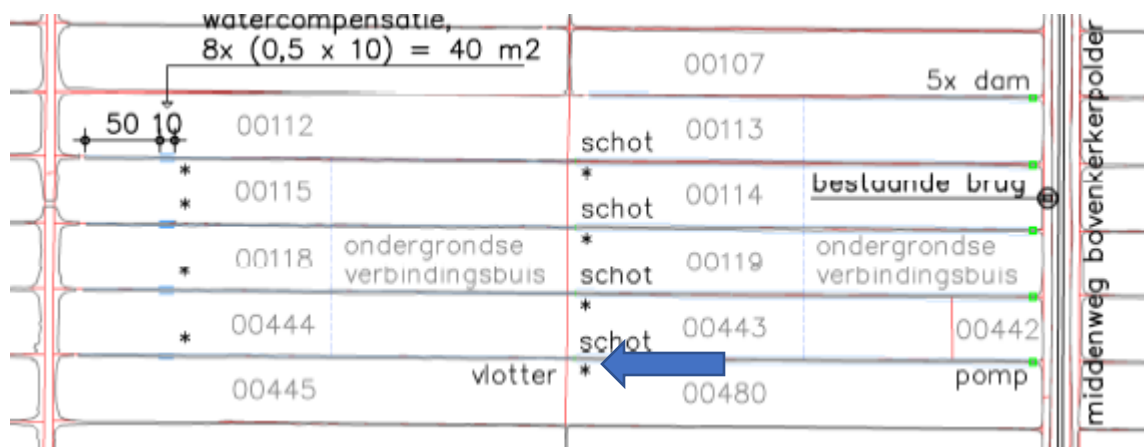 watercompensatie,
8x (0,5 x 10) = 40 m2
00107
5x dam
50 10
00112
schot
00113
*
*
00115
*
schot
00114
bestaande brug
*
00118
ondergrondse
verbindingsbuis
*
schot
00119
ondergrondse
verbindingsbuis
*
00444
*
schot
00443
00442
00445
vlotter
*
00480
pomp
middenweg bovenkerkerpolder